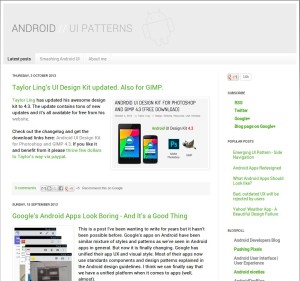 ANDROID // UI PATTERNS
Latest posts
Smashing Android UI
About me
THURSDAY, 3 OCTOBER 2013
Taylor Ling's UI Design Kit updated. Also for GIMP.
Taylor Ling has updated his awesome design
kit to 4.3. The update contains tons of new
updates and it's all available for free from his
website.
Check out the changelog and get the
download links here: Android UI Design Kit
for Photoshop and GIMP 4.3. If you like it
and benefit from it please throw few dollars
to Taylor's way via paypal.
ANDROID UI DESIGN KIT FOR PHOTOSHOP
AND GIMP 4.3 [FREE DOWNLOAD]
Android UI Design Kit 4.3
SUNDAY, 15 SEPTEMBER 2013
Google's Android Apps Look Boring - And it's a Good Thing
This is a post I've been wanting to write for years but it hasn't
been possible before. Google's apps on Android have been
similar mixture of styles and patterns as we've seen in Android
apps in general. But now it is finally changing. Google has
unified their app UI and visual style. Most of their apps now
use standards components and design patterns explained in
the Android design guidelines. I think we can finally say that
we have a unified platform when it comes to apps (well,
almost).
SUBSCRIBE
RSS
Twitter
Google+
Blog page on Google+
POPULAR POSTS
Emerging UI Pattern - Side
Navigation
Android Apps Redesigned
What Android Apps Should
Look like?
Bad, outdated UIs will be
rejected by users
Yahoo! Weather App - A
Beautiful Design Failure
BLOGROLL
Android Developers Blog
Pushing Pixels
Android User Interface /
User Experience
Android stories